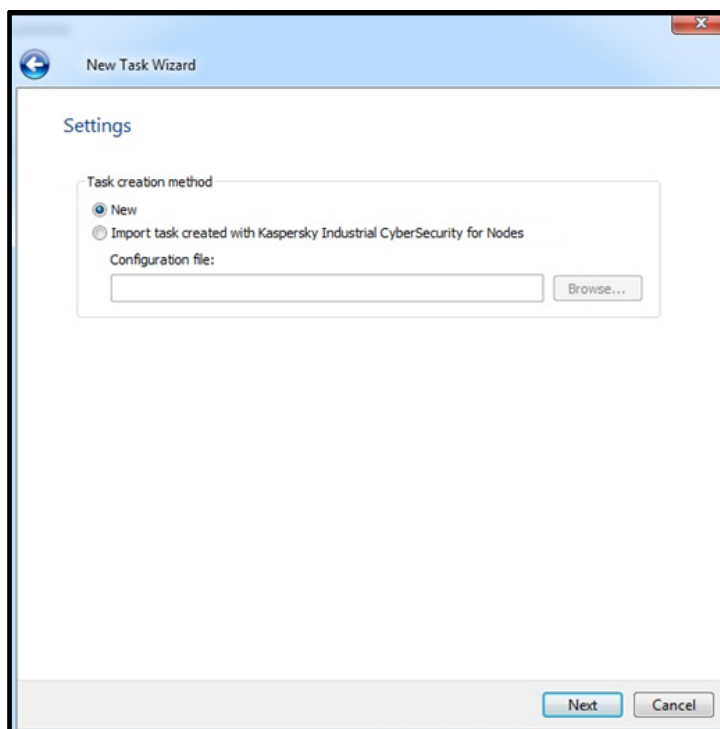 New Task Wizard
Settings
Task creation method
New
Import task created with Kaspersky Industrial CyberSecurity for Nodes
Configuration file:
Browse...
Next
Cancel